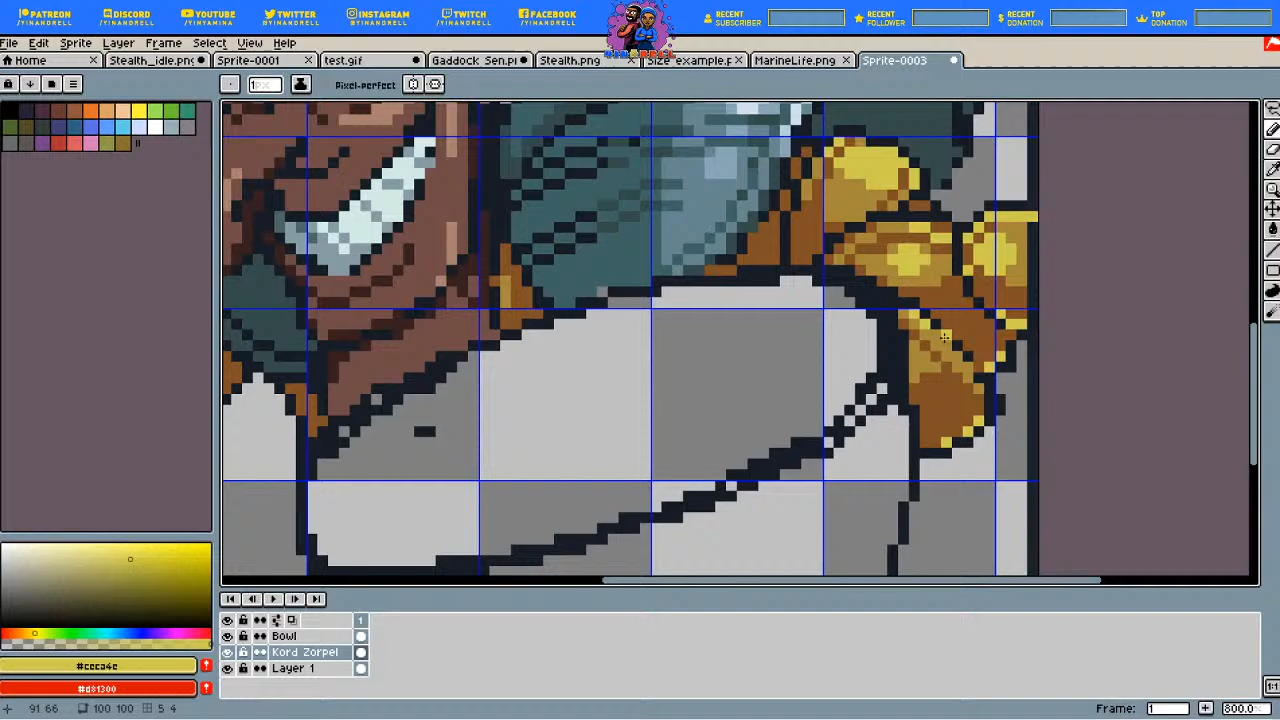 PATREON
/YINANDRELL
DISCORD
/YINANDRELL
YOUTUBE
/YINYAMINA
TWITTER
/YINANDRELL
INSTAGRAM
/YINANDRELL
TWITCH
/YINANDRELL
FACEBOOK
/YINANDRELL
RECENT
SUBSCRIBER
RECENT
FOLLOWER
RECENT
DONATION
TOP
DONATION
File Edit Sprite Layer Frame Select View Help
Home Stealth_idle.png Sprite-0001 test.gif Gaddock Sen.pn Stealth.png Size example.p MarineLife.png Sprite-0003
Pixel-perfect
1
Bowl
Kord Zorpel
Layer 1
#d81300
91 66 100 100 5 4
Frame: 1 800.0
1:1